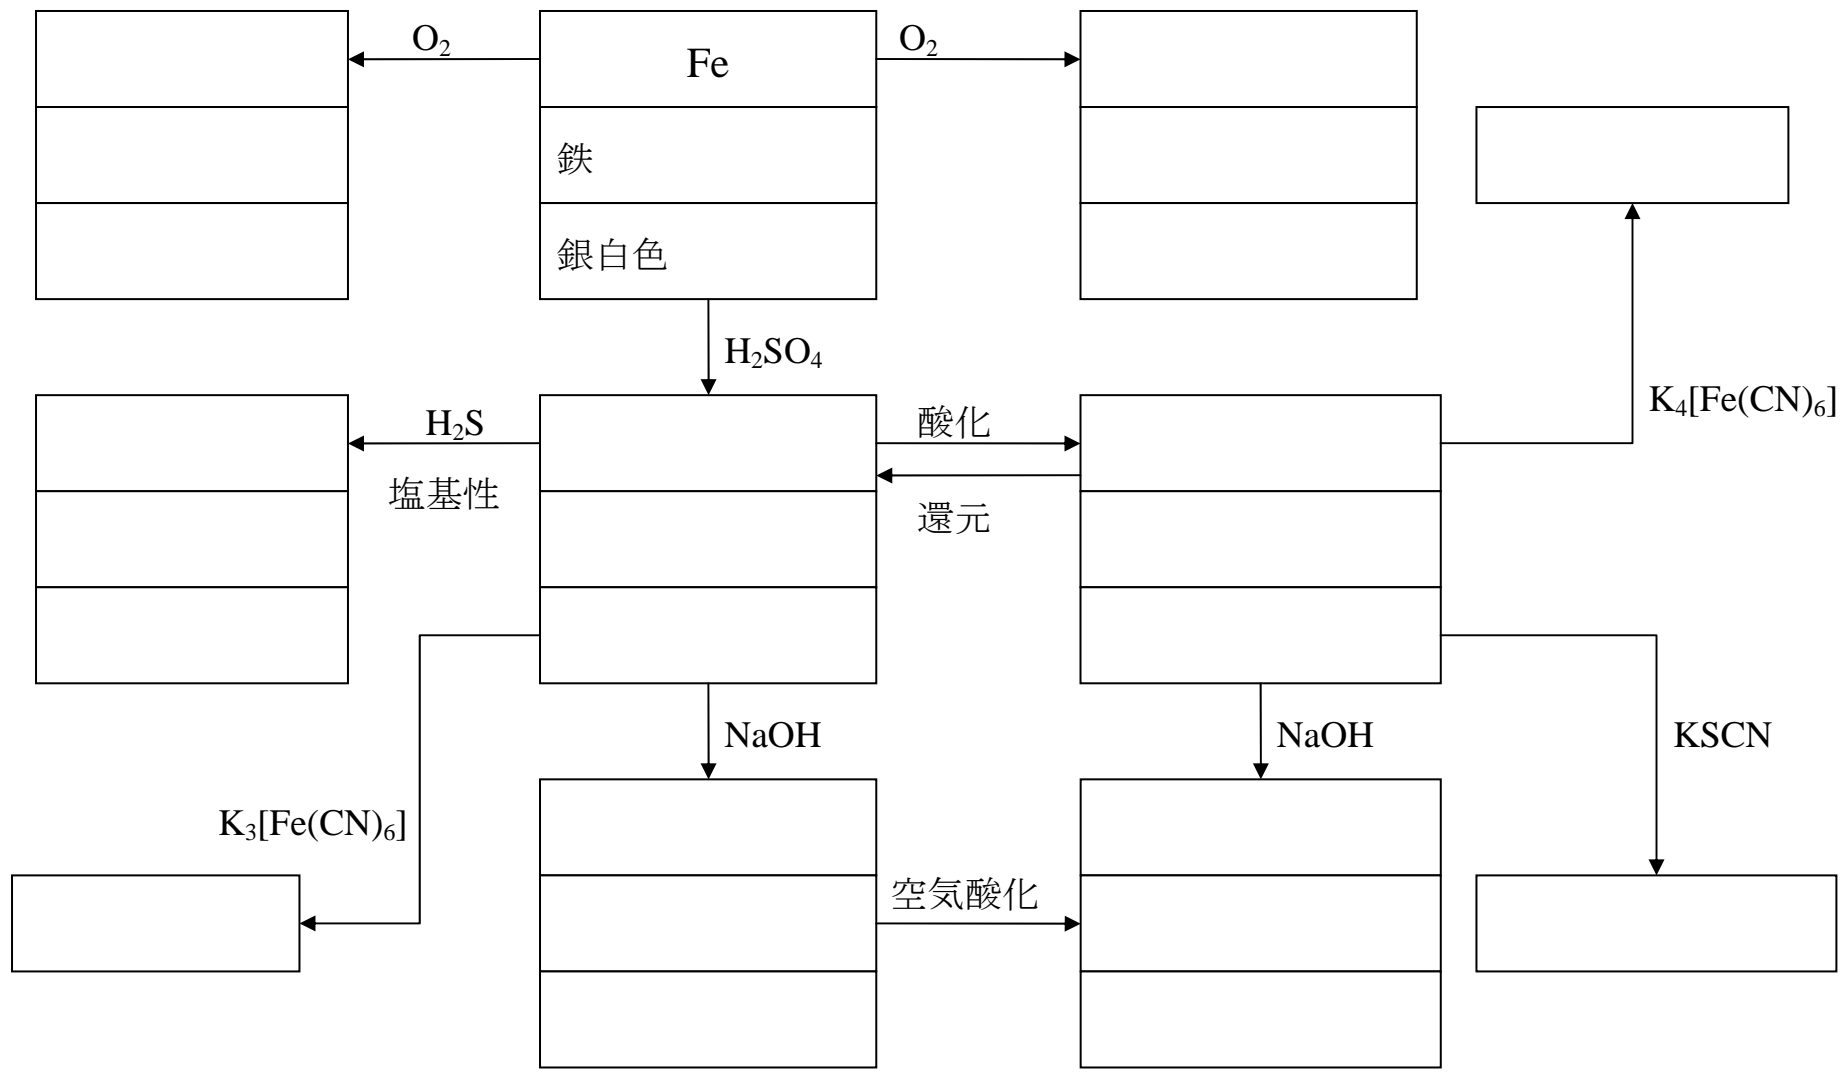 O₂
Fe
O₂
鉄
銀白色
H₂SO₄
K₄[Fe(CN)₆]
H₂S
酸化
塩基性
還元
NaOH
NaOH
KSCN
K₃[Fe(CN)₆]
空気酸化